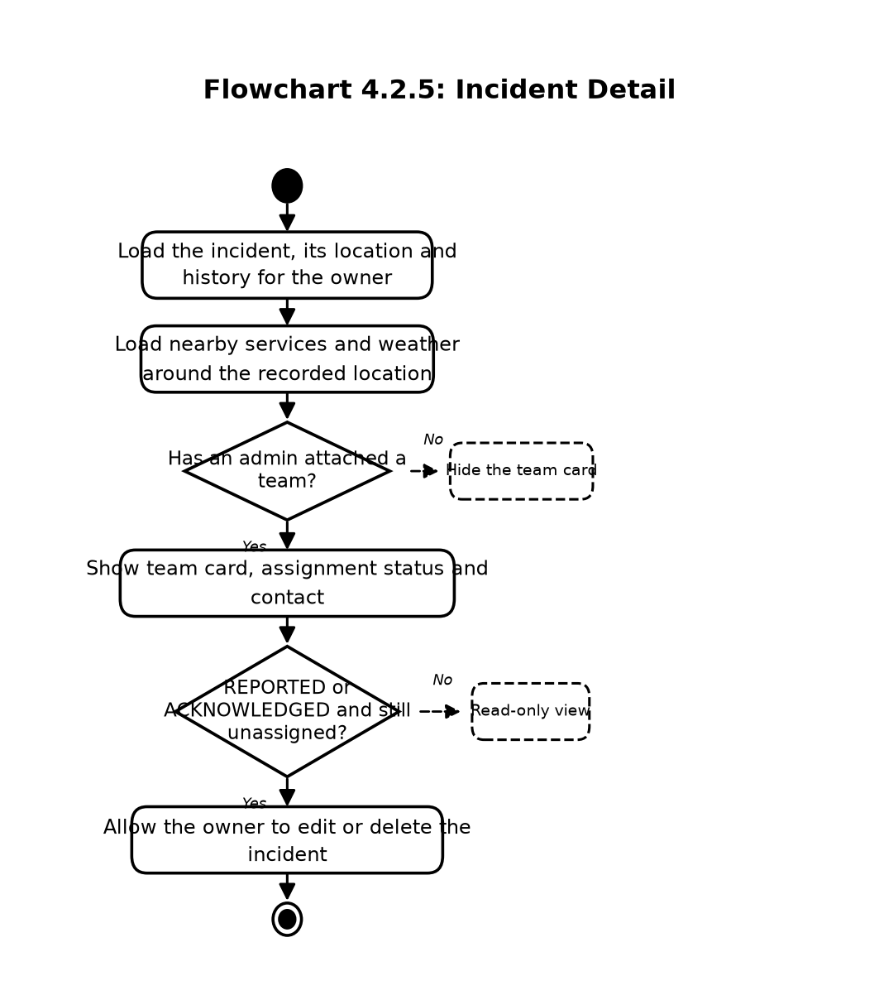 Flowchart 4.2.5: Incident Detail
Load the incident, its location and
history for the owner
Load nearby services and weather
around the recorded location
Has an admin attached a
team?
No
Hide the team card
Yes
Show team card, assignment status and
contact
REPORTED or
ACKNOWLEDGED and still
unassigned?
No
Read-only view
Yes
Allow the owner to edit or delete the
incident